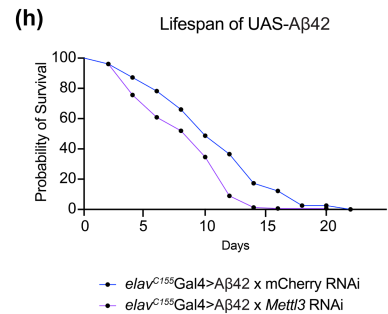 (h)
Lifespan of UAS-Aβ42
Probability of Survival
100
80
60
40
20
0
0 5 10 15 20
Days
elavC155Gal4>Aβ42 x mCherry RNAi
elavC155Gal4>Aβ42 x Mettl3 RNAi